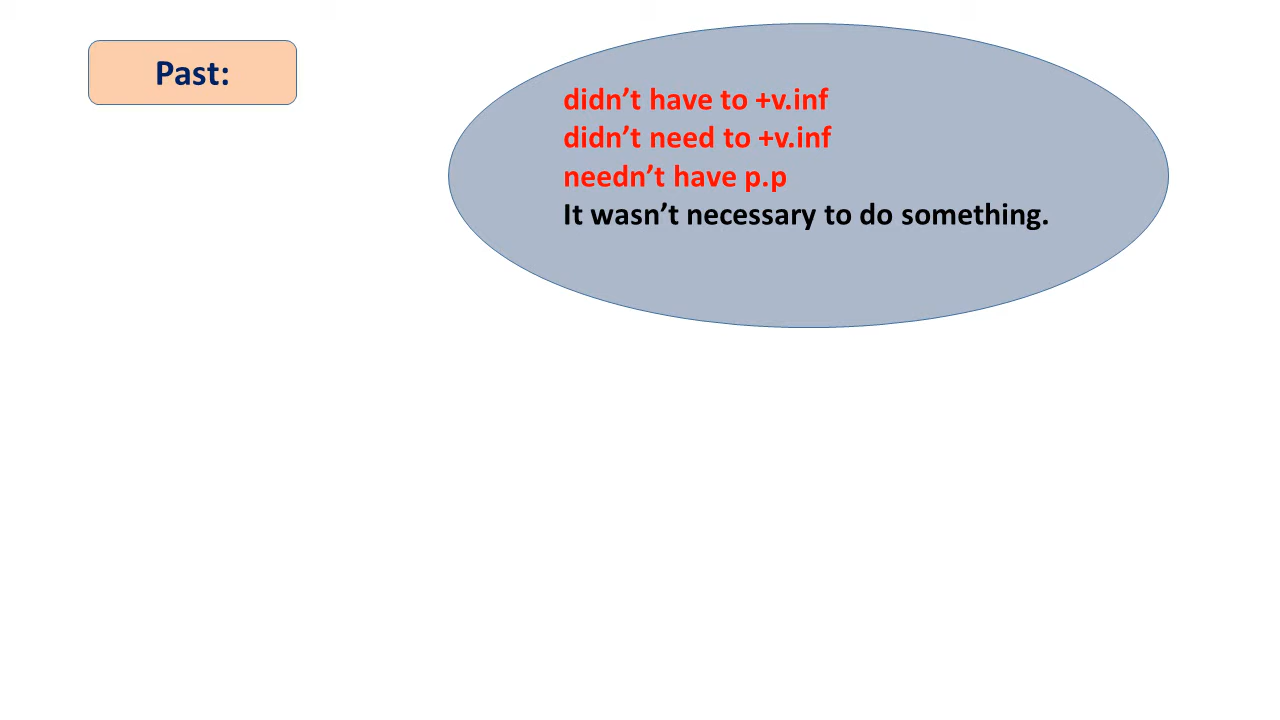 Past:
didn’t have to +v.inf
didn’t need to +v.inf
needn’t have p.p
It wasn’t necessary to do something.